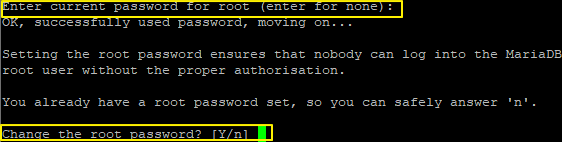 Enter current password for root (enter for none):
OK, successfully used password, moving on...
Setting the root password ensures that nobody can log into the MariaDB
root user without the proper authorisation.
You already have a root password set, so you can safely answer 'n'.
Change the root password? [Y/n]